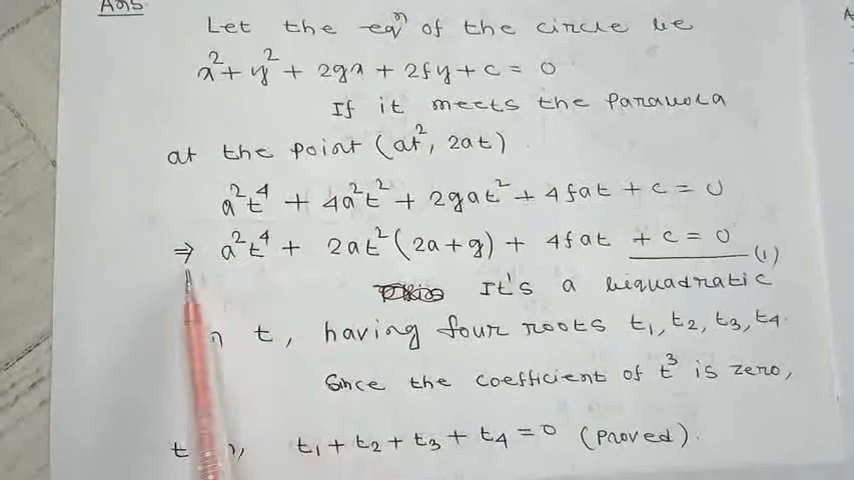 Ans
Let the eqⁿ of the circle be
x² + y² + 2gx + 2fy + c = 0
If it meets the Parabola
at the point (at², 2at)
a²t⁴ + 4a²t² + 2gat² + 4fat + c = 0
⇒ a²t⁴ + 2at² (2a+g) + 4fat + c = 0 (1)
It's a biquadratic
t, having four roots t₁, t₂, t₃, t₄.
Since the coefficient of t³ is zero,
t₁ + t₂ + t₃ + t₄ = 0 (Proved).